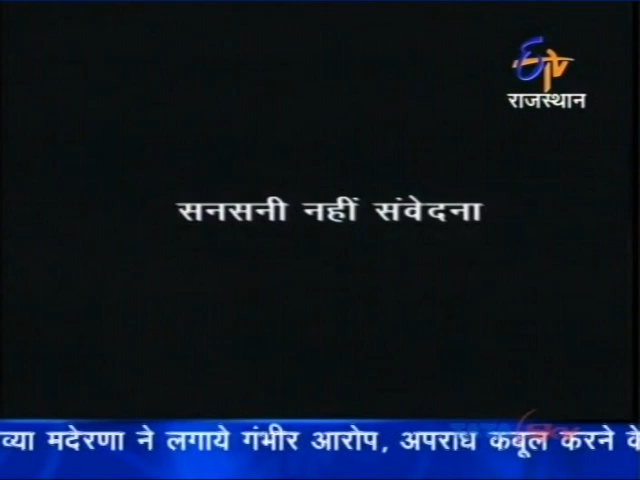 ETV
राजस्थान
सनसनी नहीं संवेदना
व्या मदेरणा ने लगाये गंभीर आरोप, अपराध कबूल करने के